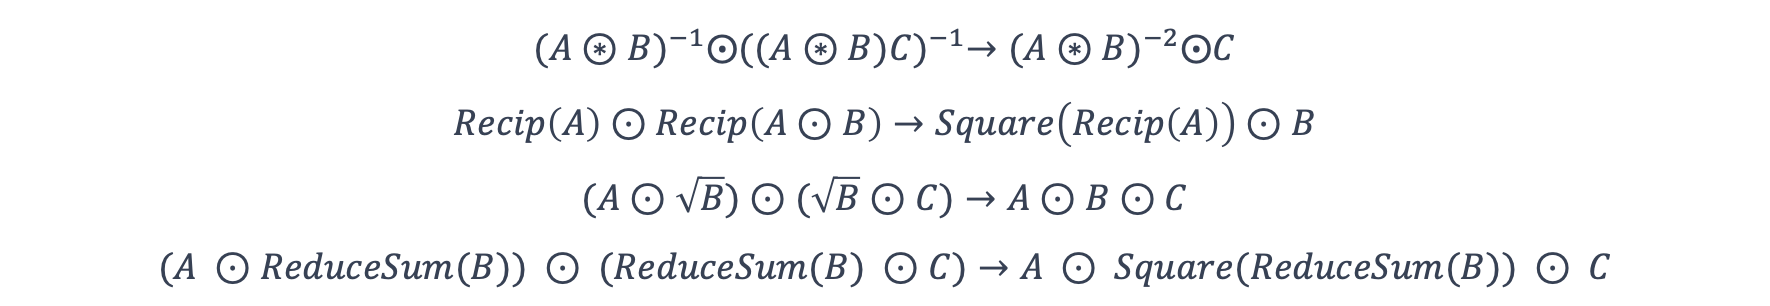 (A ⊛ B)⁻¹⊙((A ⊛ B)C)⁻¹→ (A ⊛ B)⁻²⊙C
Recip(A) ⊙ Recip(A ⊙ B) → Square(Recip(A)) ⊙ B
(A ⊙ √B) ⊙ (√B ⊙ C) → A ⊙ B ⊙ C
(A ⊙ ReduceSum(B)) ⊙ (ReduceSum(B) ⊙ C) → A ⊙ Square(ReduceSum(B)) ⊙ C